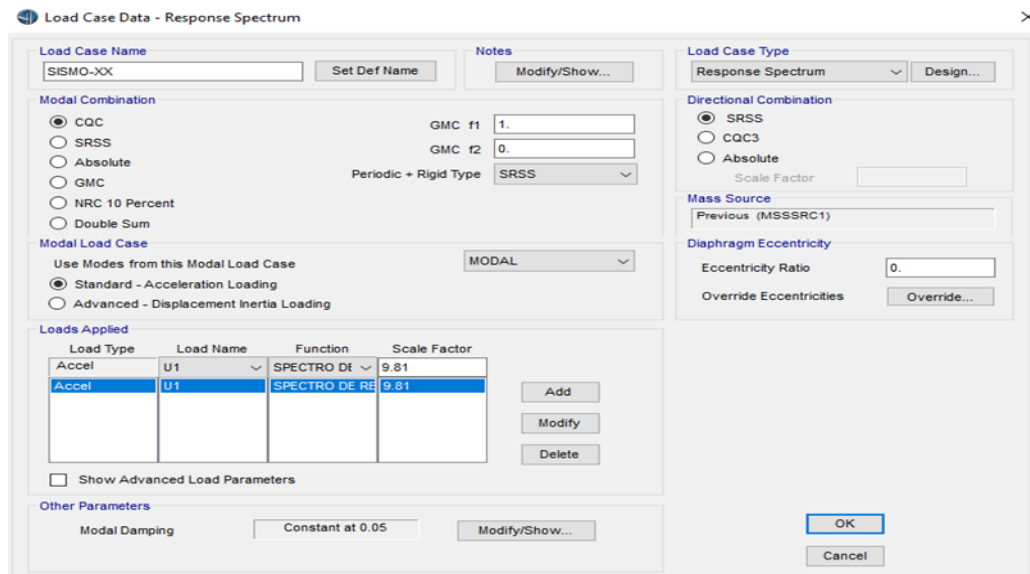 Load Case Data - Response Spectrum
Load Case Name
SISMO-XX
Set Def Name
Notes
Modify/Show...
Load Case Type
Response Spectrum
Design...
Modal Combination
CQC
SRSS
Absolute
GMC
NRC 10 Percent
Double Sum
GMC f1 1.
GMC f2 0.
Periodic + Rigid Type SRSS
Directional Combination
SRSS
CQC3
Absolute
Scale Factor
Mass Source
Previous (MSSSRC1)
Modal Load Case
Use Modes from this Modal Load Case MODAL
Standard - Acceleration Loading
Advanced - Displacement Inertia Loading
Diaphragm Eccentricity
Eccentricity Ratio 0.
Override Eccentricities Override...
Loads Applied
Load Type Load Name Function Scale Factor
Accel U1 SPECTRO DE 9.81
Accel U1 SPECTRO DE RE 9.81
Add
Modify
Delete
Show Advanced Load Parameters
Other Parameters
Modal Damping Constant at 0.05 Modify/Show...
OK
Cancel